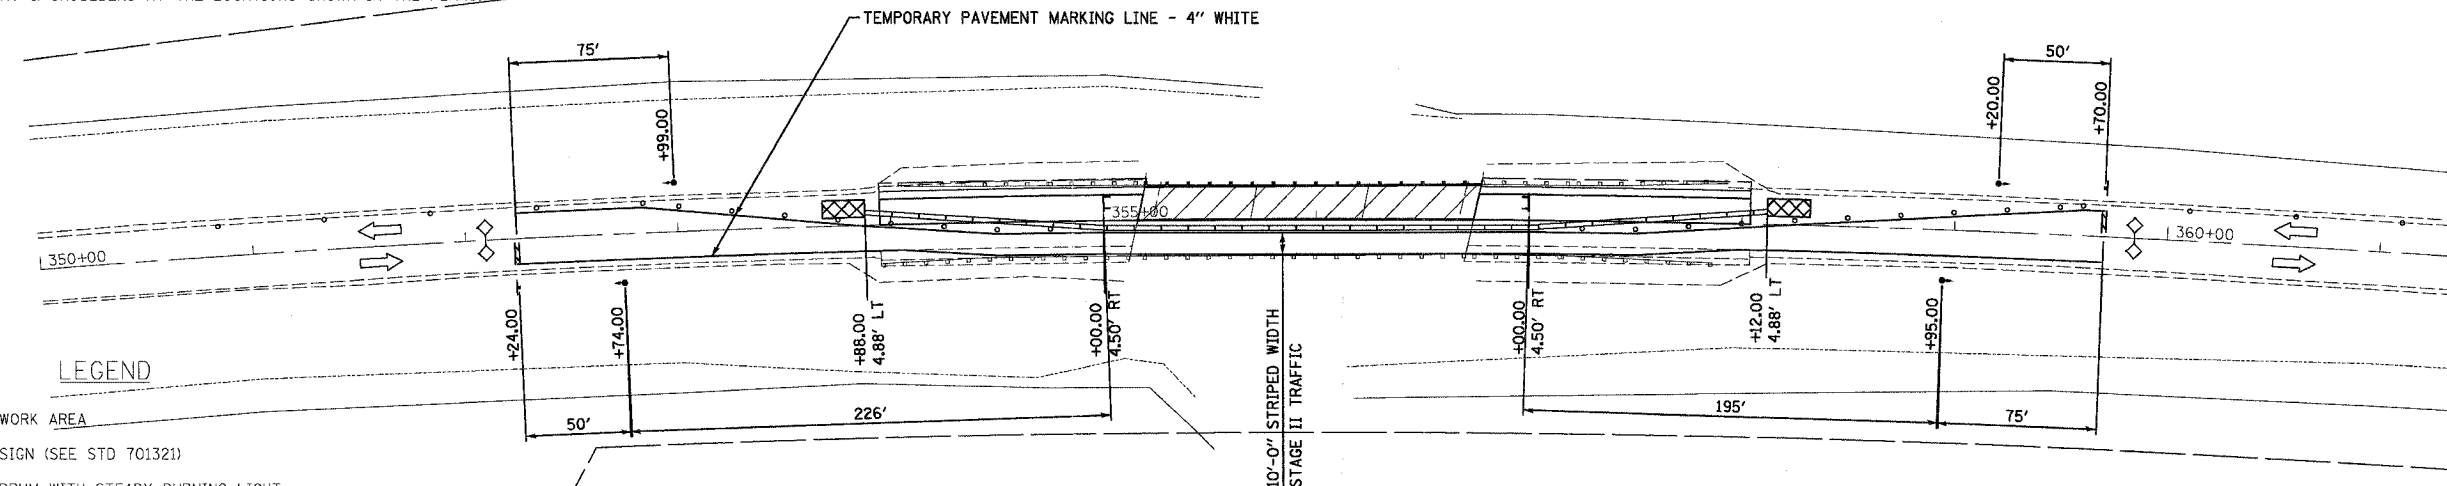 TEMPORARY PAVEMENT MARKING LINE - 4" WHITE
75'
50'
+99.00
+20.00
+70.00
355+00
350+00
360+00
+24.00
+74.00
+88.00
4.88' LT
+00.00
4.50' RT
10'-0" STRIPED WIDTH
STAGE II TRAFFIC
+00.00
4.50' RT
+12.00
4.88' LT
+95.00
LEGEND
50'
226'
195'
75'
WORK AREA
SIGN (SEE STD 701321)